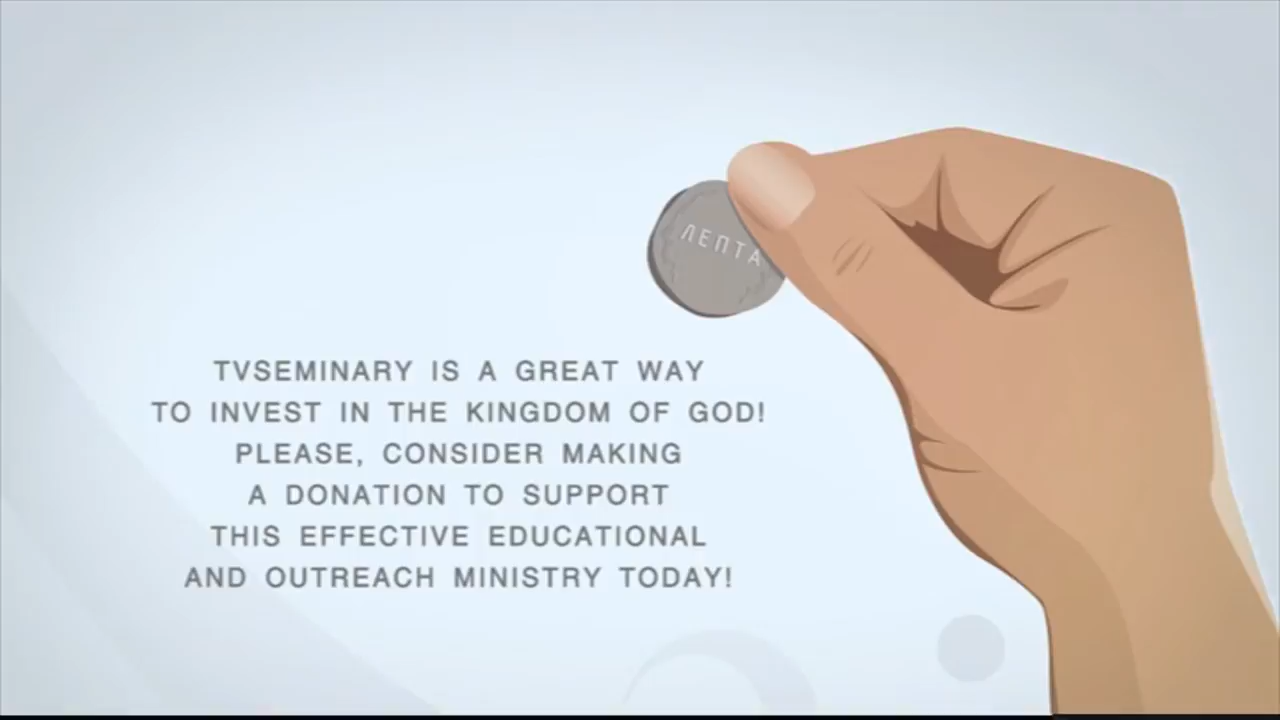 ΛΕΠΤΑ
TVSEMINARY IS A GREAT WAY
TO INVEST IN THE KINGDOM OF GOD!
PLEASE, CONSIDER MAKING
A DONATION TO SUPPORT
THIS EFFECTIVE EDUCATIONAL
AND OUTREACH MINISTRY TODAY!